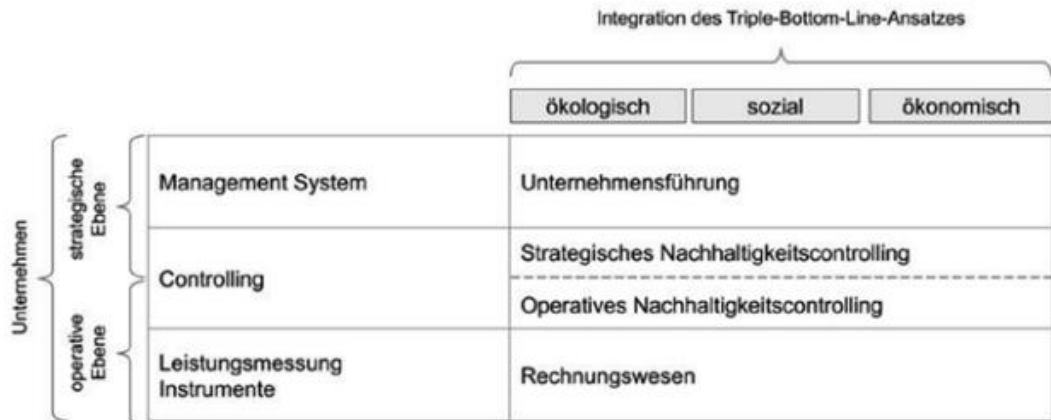 Integration des Triple-Bottom-Line-Ansatzes
ökologisch sozial ökonomisch
Unternehmen
strategische
Ebene
operative
Ebene
Management System
Unternehmensführung
Controlling
Strategisches Nachhaltigkeitscontrolling
Operatives Nachhaltigkeitscontrolling
Leistungsmessung
Instrumente
Rechnungswesen